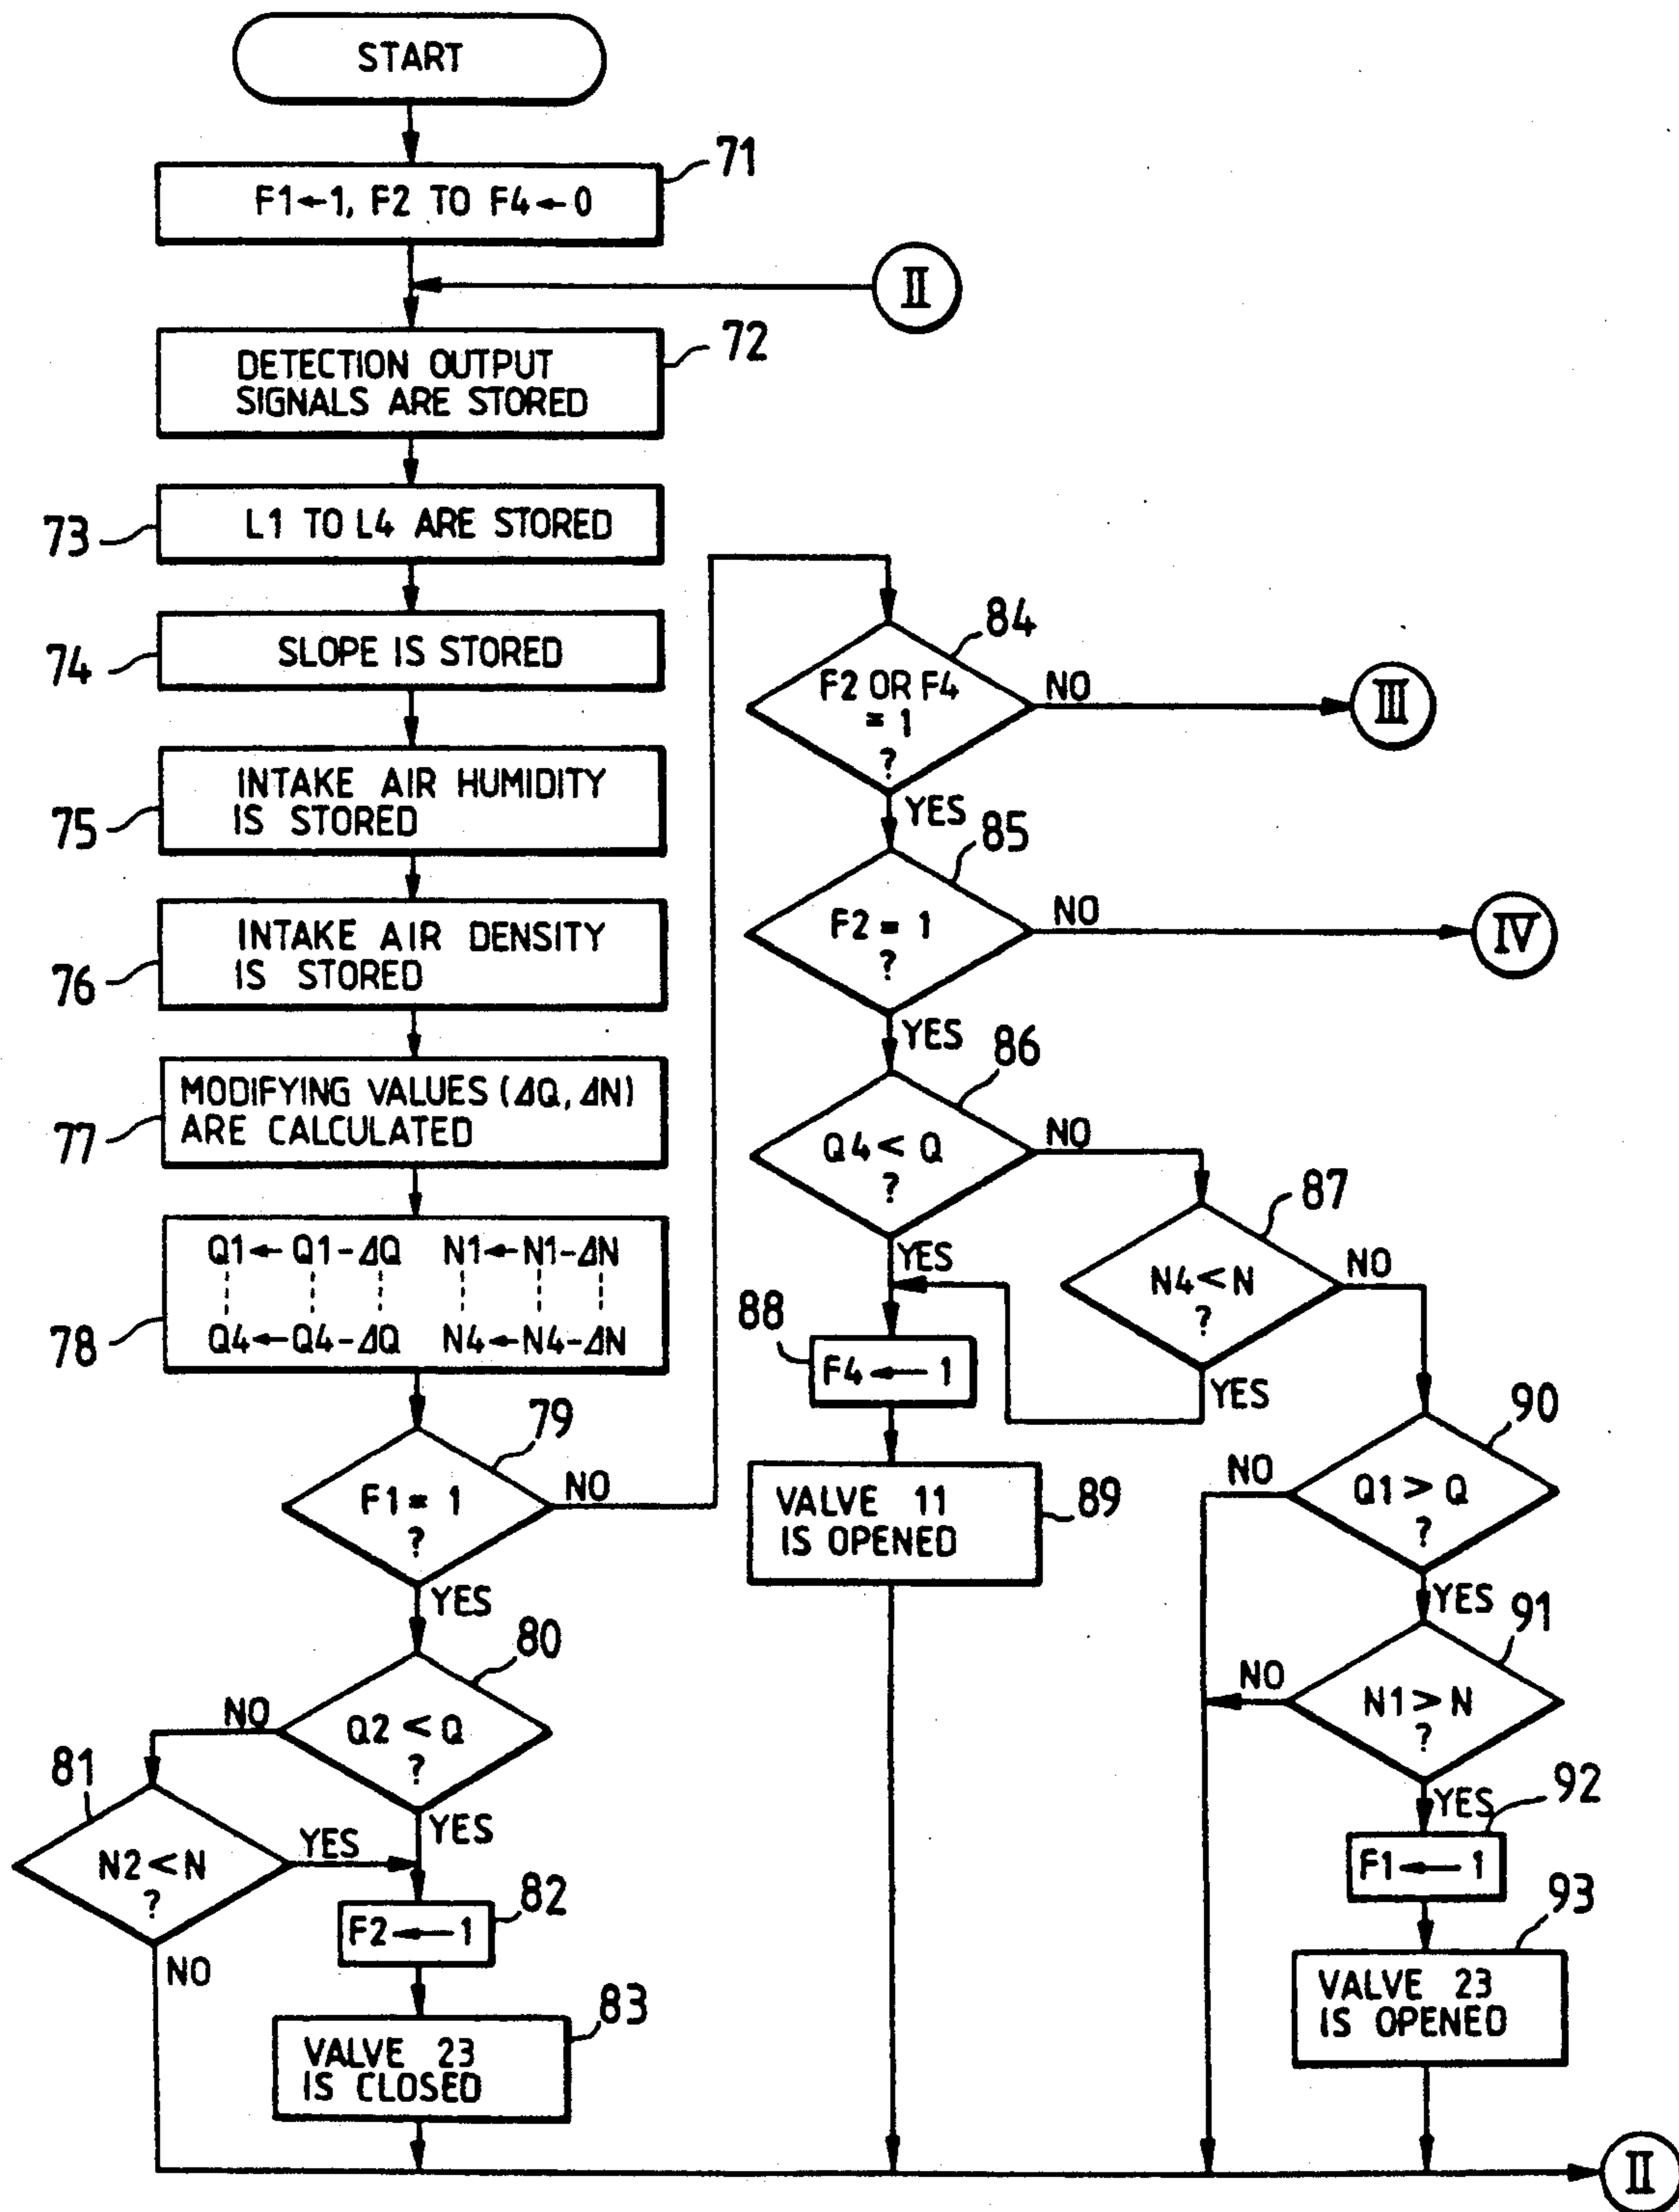 START
71
F1←1, F2 TO F4←0
II
72
DETECTION OUTPUT
SIGNALS ARE STORED
73
L1 TO L4 ARE STORED
74
SLOPE IS STORED
75
INTAKE AIR HUMIDITY
IS STORED
76
INTAKE AIR DENSITY
IS STORED
77
MODIFYING VALUES (ΔQ, ΔN)
ARE CALCULATED
78
Q1←Q1-ΔQ N1←N1-ΔN
Q4←Q4-ΔQ N4←N4-ΔN
79
F1 = 1
?
NO
YES
80
Q2 < Q
?
NO
YES
81
N2 < N
?
YES
NO
82
F2←1
83
VALVE 23
IS CLOSED
84
F2 OR F4
= 1
?
NO
III
YES
85
F2 = 1
?
NO
IV
YES
86
Q4 < Q
?
NO
YES
87
N4 < N
?
NO
YES
88
F4←1
89
VALVE 11
IS OPENED
90
Q1 > Q
?
NO
YES
91
N1 > N
?
NO
YES
92
F1←1
93
VALVE 23
IS OPENED
II